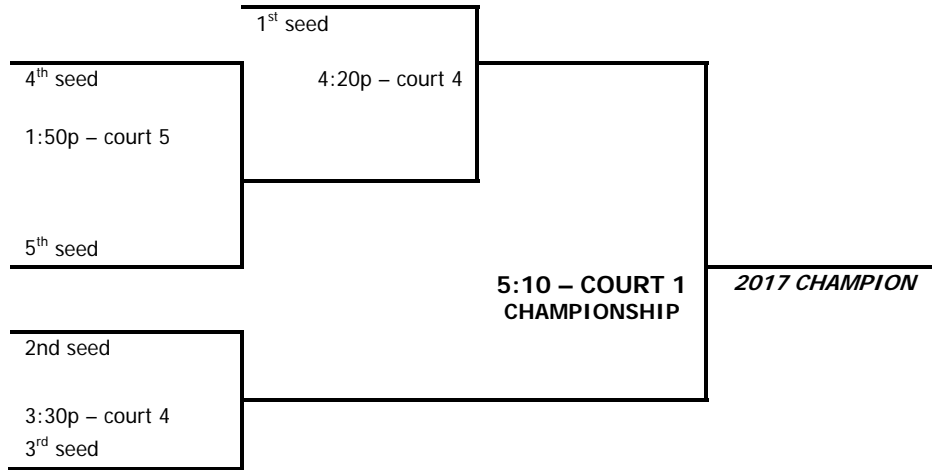 1st seed
4th seed
4:20p – court 4
1:50p – court 5
5th seed
5:10 – COURT 1
CHAMPIONSHIP
2017 CHAMPION
2nd seed
3:30p – court 4
3rd seed